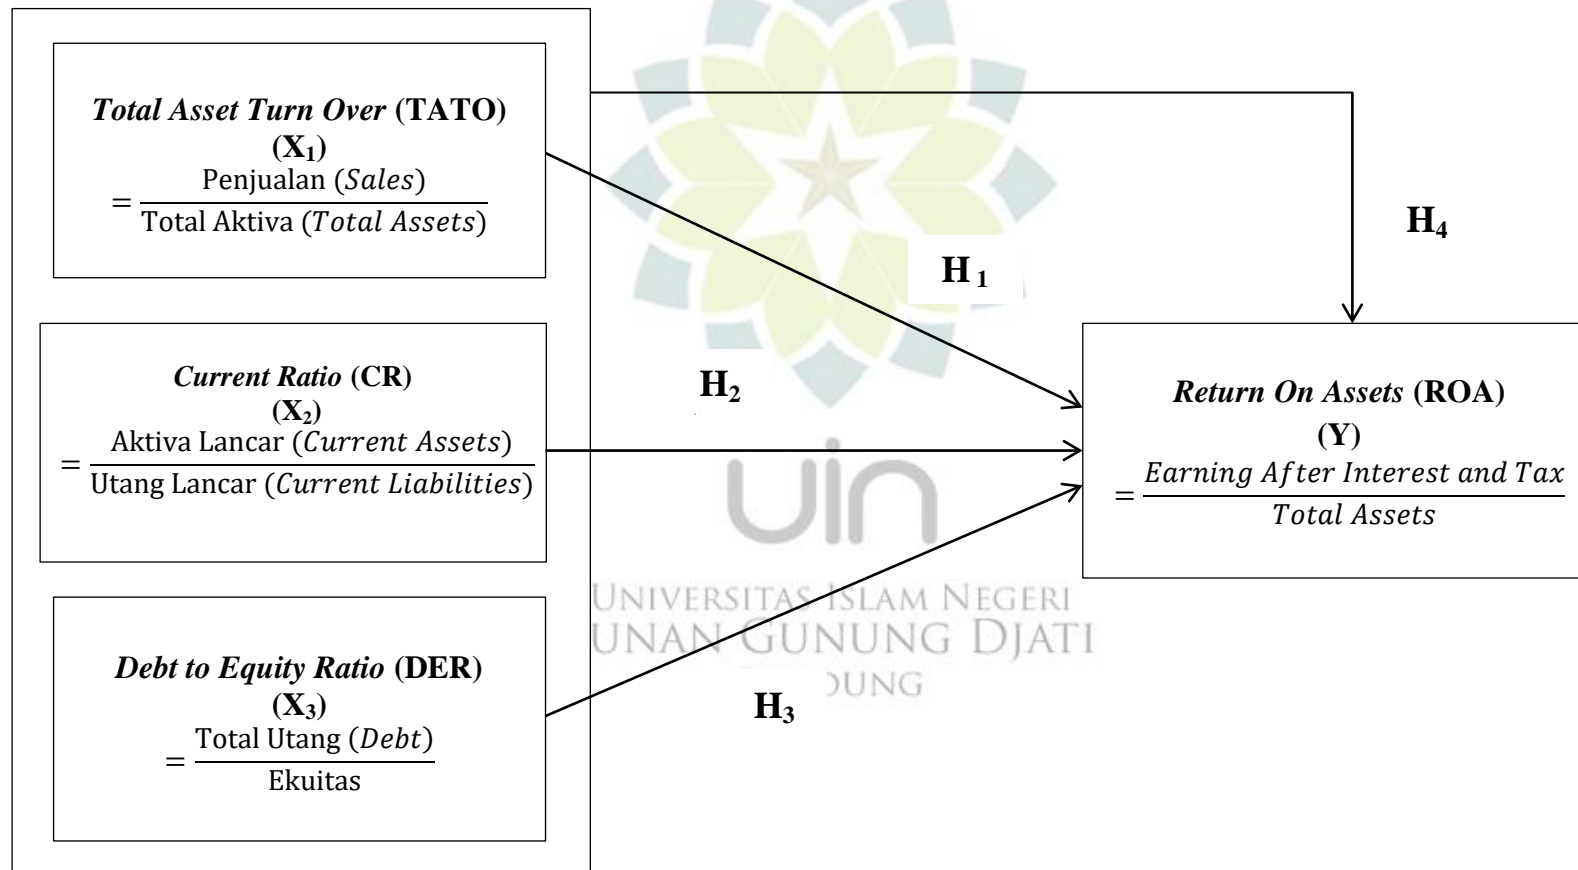 Total Asset Turn Over (TATO)
(X₁)
= Penjualan (Sales)
Total Aktiva (Total Assets)
H₄
H ₁
Current Ratio (CR)
(X₂)
= Aktiva Lancar (Current Assets)
Utang Lancar (Current Liabilities)
H₂
Return On Assets (ROA)
(Y)
= Earning After Interest and Tax
Total Assets
uin
UNIVERSITAS ISLAM NEGERI
UNAN GUNUNG DJATI
DUNG
Debt to Equity Ratio (DER)
(X₃)
= Total Utang (Debt)
Ekuitas
H₃